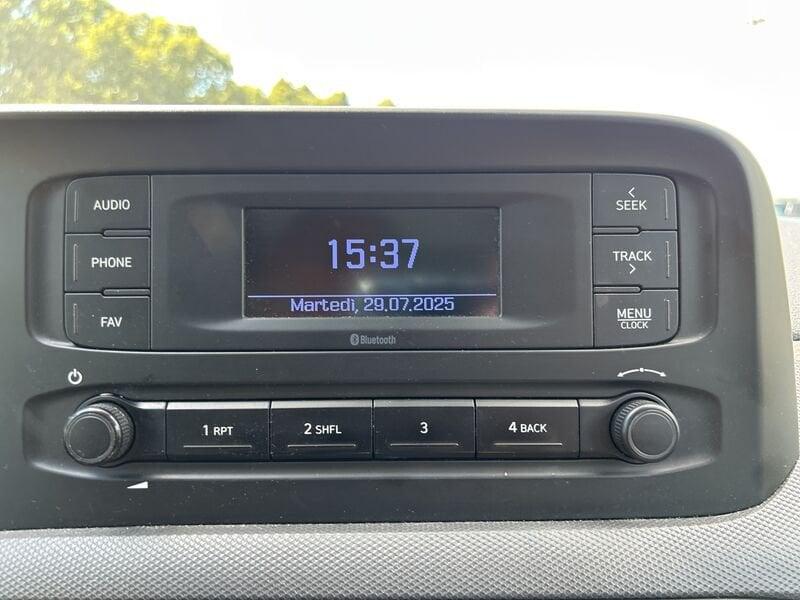 AUDIO
PHONE
FAV
15:37
Martedì, 29.07.2025
Bluetooth
< SEEK
TRACK >
MENU
CLOCK
1 RPT
2 SHFL
3
4 BACK